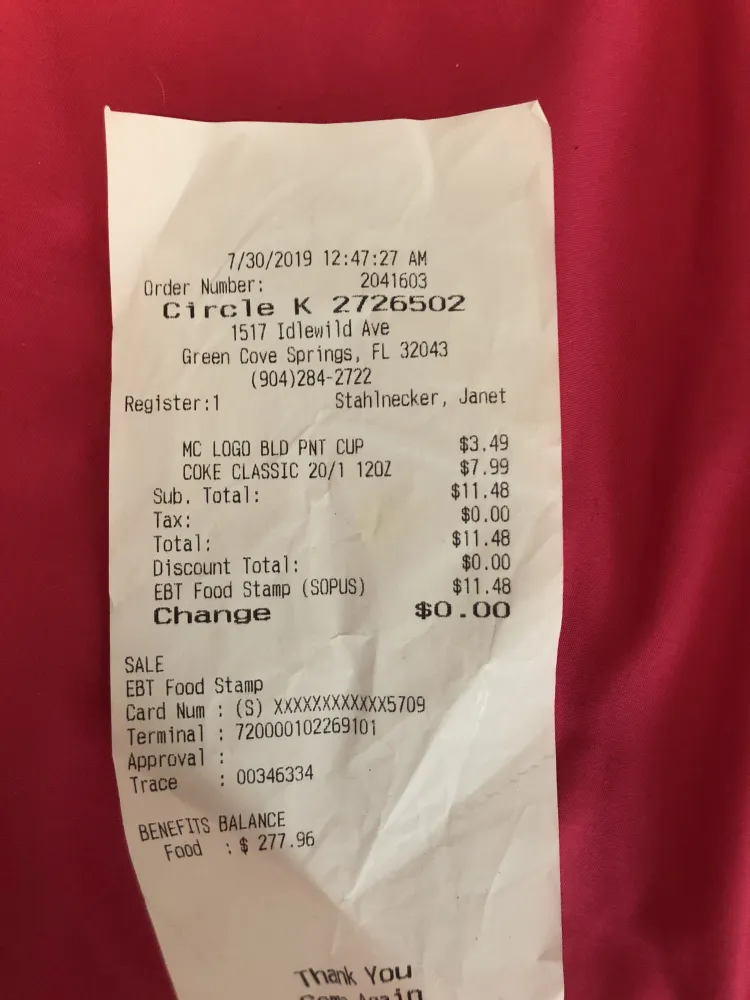 7/30/2019 12:47:27 AM
Order Number: 2041603
Circle K 2726502
1517 Idlewild Ave
Green Cove Springs, FL 32043
(904)284-2722
Register:1 Stahlnecker, Janet
MC LOGO BLD PNT CUP $3.49
COKE CLASSIC 20/1 12OZ $7.99
Sub. Total: $11.48
Tax: $0.00
Total: $11.48
Discount Total: $0.00
EBT Food Stamp (SOPUS) $11.48
Change $0.00
SALE
EBT Food Stamp
Card Num : (S) XXXXXXXXXXXX5709
Terminal : 720000102269101
Approval :
Trace : 00346334
BENEFITS BALANCE
Food : $ 277.96
Thank You
Come Again